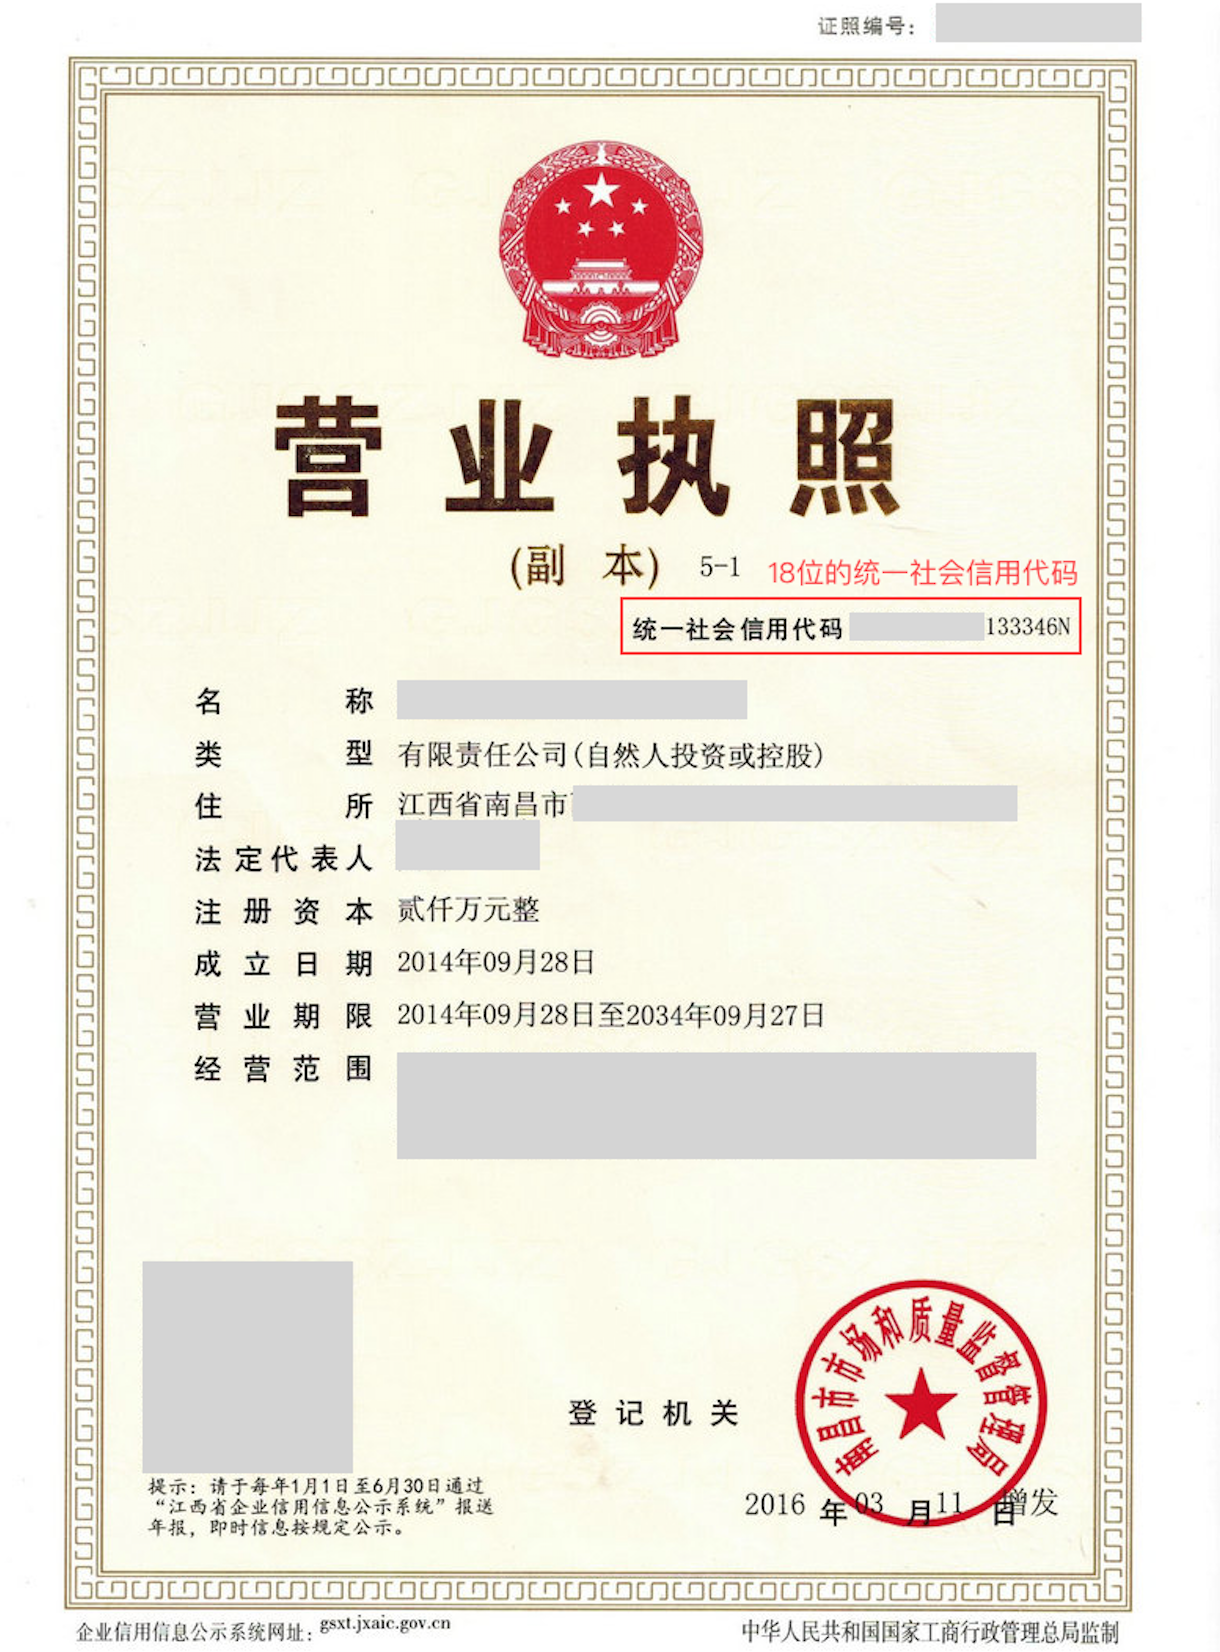 证照编号：
营业执照
(副 本) 5-1 18位的统一社会信用代码
统一社会信用代码 133346N
名 称
类 型 有限责任公司(自然人投资或控股)
住 所 江西省南昌市
法定代表人
注册资本 贰仟万元整
成立日期 2014年09月28日
营业期限 2014年09月28日至2034年09月27日
经营范围
南昌市市场和质量监督管理局
登记机关
提示：请于每年1月1日至6月30日通过
“江西省企业信用信息公示系统”报送
年报，即时信息按规定公示。
2016 年 03 月 11 日 增发
企业信用信息公示系统网址：gsxt.jxaic.gov.cn
中华人民共和国国家工商行政管理总局监制